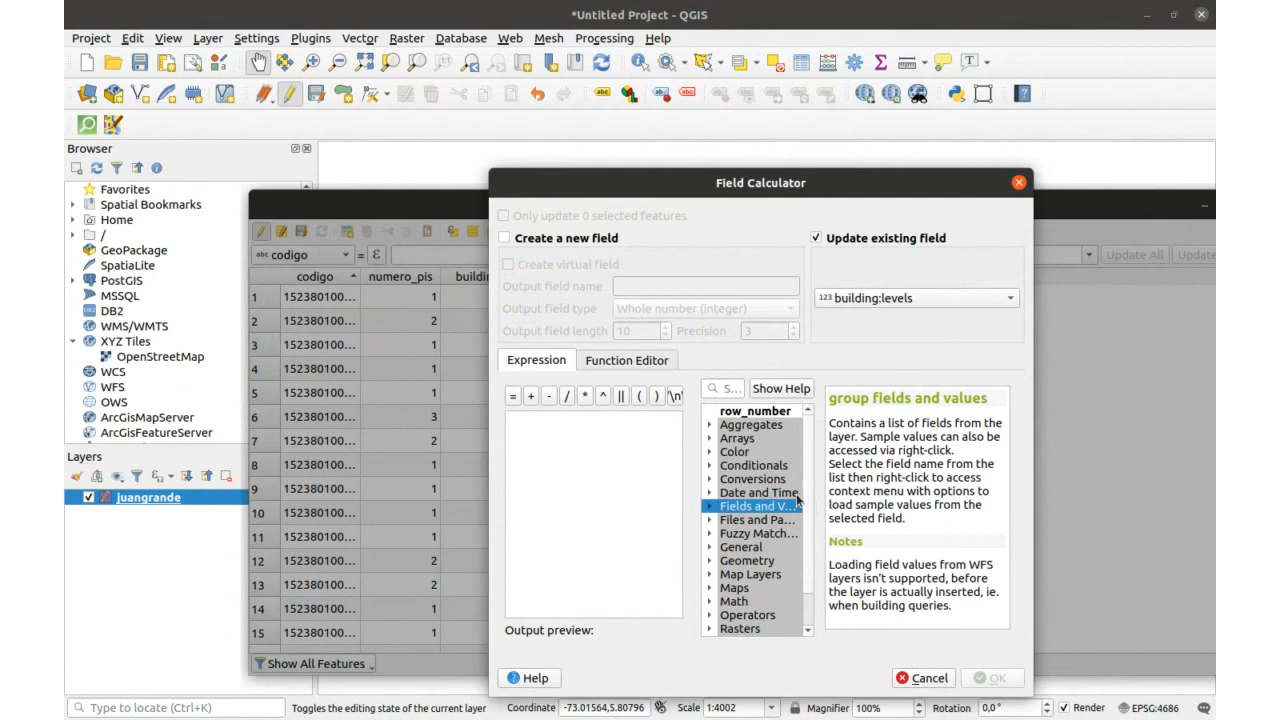 *Untitled Project - QGIS
Project Edit View Layer Settings Plugins Vector Raster Database Web Mesh Processing Help
Browser
Favorites
Spatial Bookmarks
Home
/
GeoPackage
SpatiaLite
PostGIS
MSSQL
DB2
WMS/WMTS
XYZ Tiles
OpenStreetMap
WCS
WFS
OWS
ArcGisMapServer
ArcGisFeatureServer
Layers
juangrande
abc codigo = ε
Update All Update
codigo numero_pis buildin
1 152380100... 1
2 152380100... 2
3 152380100... 1
4 152380100... 1
5 152380100... 1
6 152380100... 3
7 152380100... 2
8 152380100... 1
9 152380100... 1
10 152380100... 1
11 152380100... 1
12 152380100... 2
13 152380100... 2
14 152380100... 1
15 152380100... 1
Show All Features
Field Calculator
Only update 0 selected features
Create a new field
Update existing field
Create virtual field
Output field name
Output field type Whole number (integer)
Output field length 10 Precision 3
123 building:levels
Expression Function Editor
= + - / * ^ || ( ) '\n'
S... Show Help
row_number
Aggregates
Arrays
Color
Conditionals
Conversions
Date and Time
Fields and V...
Files and Pa...
Fuzzy Match...
General
Geometry
Map Layers
Maps
Math
Operators
Rasters
group fields and values
Contains a list of fields from the
layer. Sample values can also be
accessed via right-click.
Select the field name from the
list then right-click to access
context menu with options to
load sample values from the
selected field.
Notes
Loading field values from WFS
layers isn't supported, before
the layer is actually inserted, ie.
when building queries.
Output preview:
Help
Cancel
OK
Type to locate (Ctrl+K) Toggles the editing state of the current layer Coordinate -73.01564,5.80796 Scale 1:4002 Magnifier 100% Rotation 0,0° Render EPSG:4686